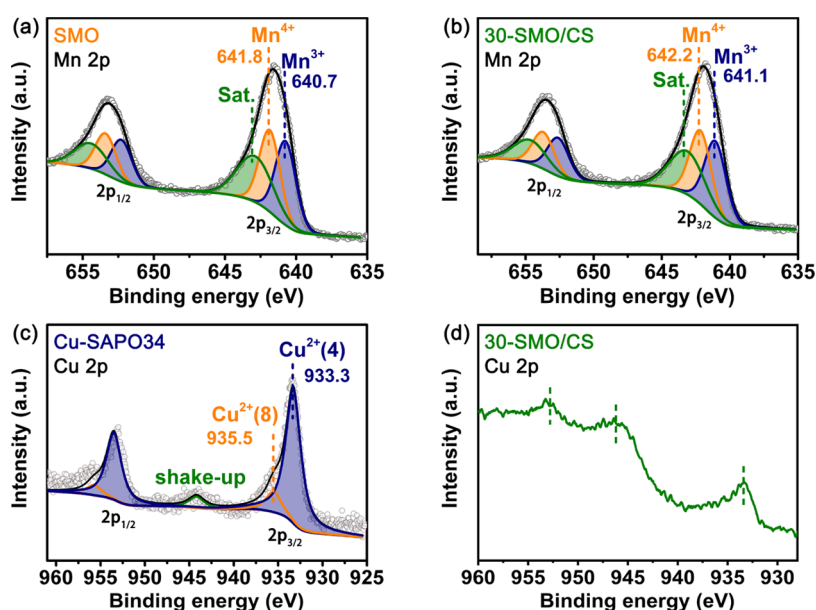 (a) SMO
Mn 2p
Mn⁴⁺
641.8
Mn³⁺
640.7
Sat.
2p₁/₂
2p₃/₂
Intensity (a.u.)
655 650 645 640 635
Binding energy (eV)
(b) 30-SMO/CS
Mn 2p
Mn⁴⁺
642.2
Mn³⁺
641.1
Sat.
2p₁/₂
2p₃/₂
Intensity (a.u.)
655 650 645 640 635
Binding energy (eV)
(c) Cu-SAPO34
Cu 2p
Cu²⁺(4)
933.3
Cu²⁺(8)
935.5
shake-up
2p₁/₂
2p₃/₂
Intensity (a.u.)
960 955 950 945 940 935 930 925
Binding energy (eV)
(d) 30-SMO/CS
Cu 2p
Intensity (a.u.)
960 955 950 945 940 935 930
Binding energy (eV)